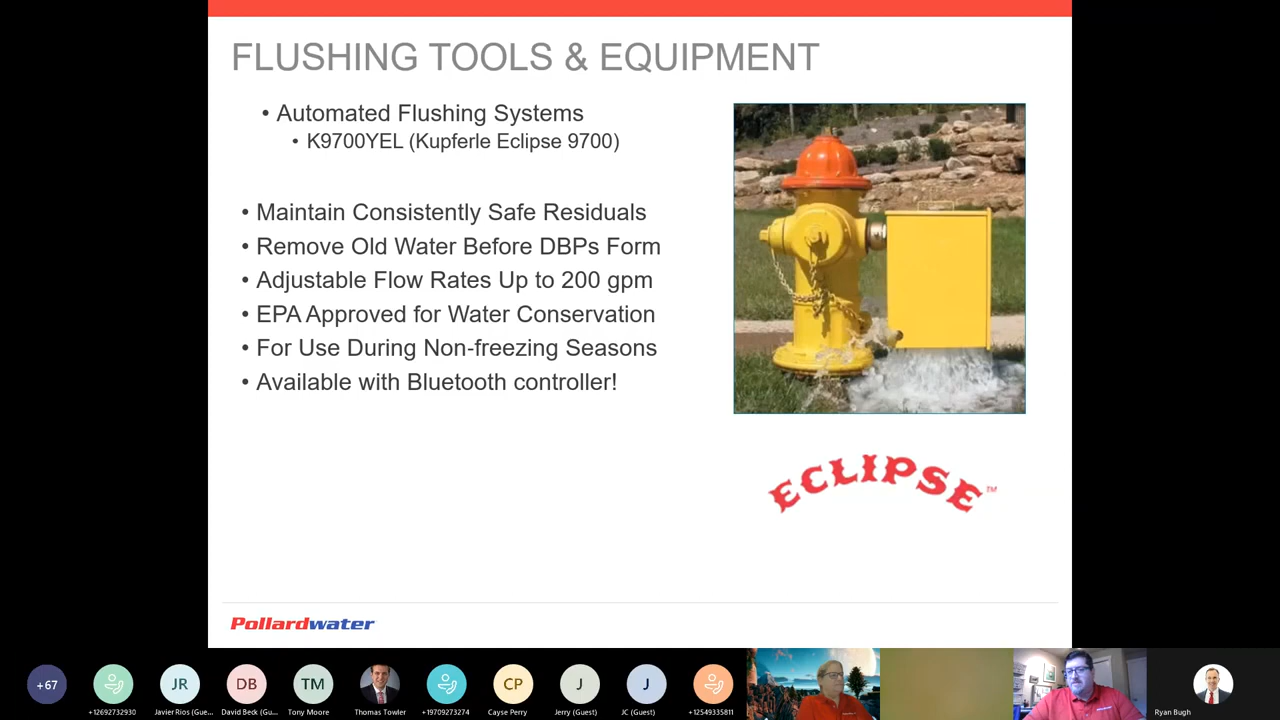 FLUSHING TOOLS & EQUIPMENT
• Automated Flushing Systems
• K9700YEL (Kupferle Eclipse 9700)
• Maintain Consistently Safe Residuals
• Remove Old Water Before DBPs Form
• Adjustable Flow Rates Up to 200 gpm
• EPA Approved for Water Conservation
• For Use During Non-freezing Seasons
• Available with Bluetooth controller!
ECLIPSE™
Pollardwater
+67
JR
DB
TM
CP
J
J
+12692732930
Javier Rios (Gue...
David Beck (Gu...
Tony Moore
Thomas Towler
+19709273274
Cayse Perry
Jerry (Guest)
JC (Guest)
+12549335811
Ryan Bugh